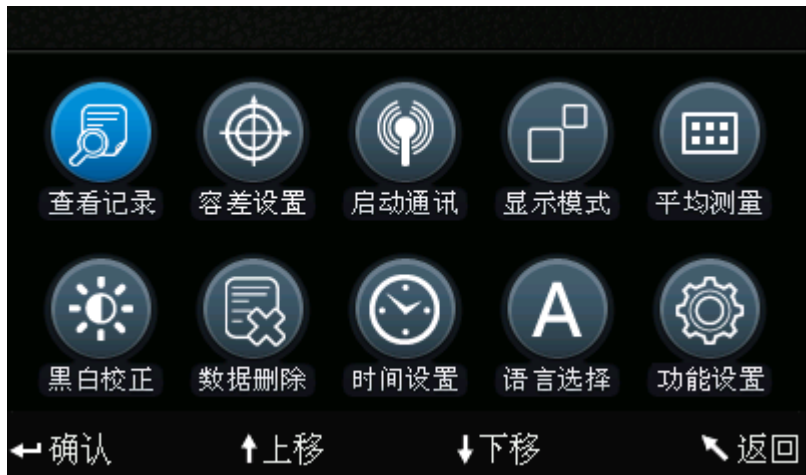 查看记录 容差设置 启动通讯 显示模式 平均测量
A
黑白校正 数据删除 时间设置 语言选择 功能设置
确认 上移 下移 返回